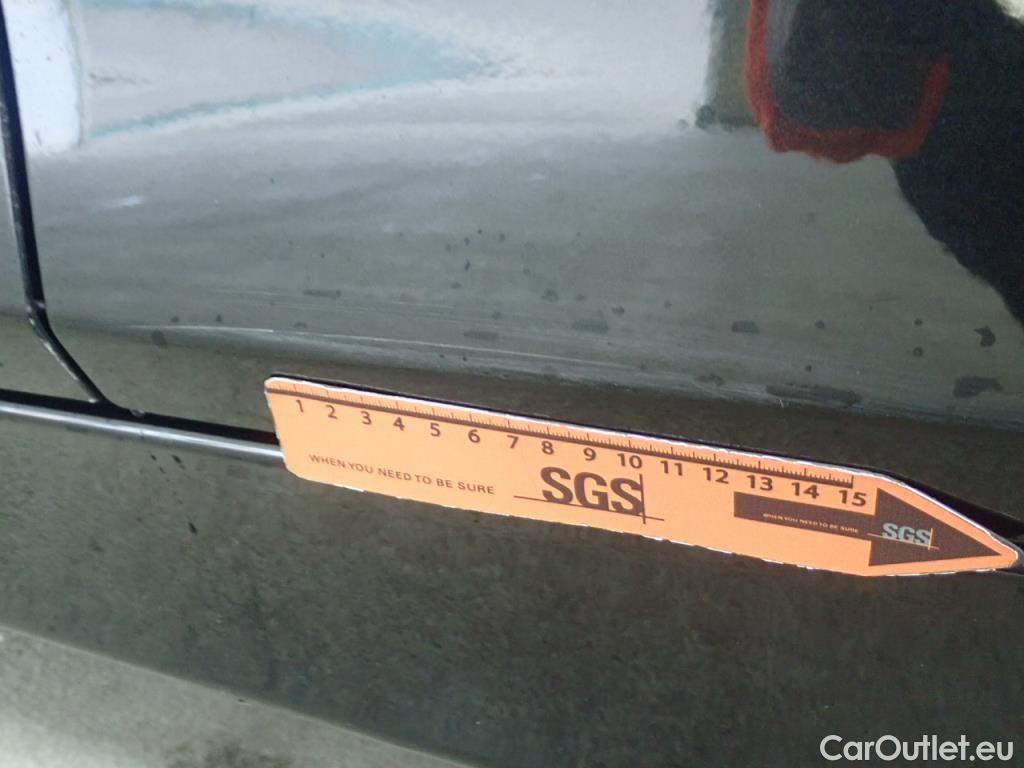 1 2 3 4 5 6 7 8 9 10 11 12 13 14 15
WHEN YOU NEED TO BE SURE
SGS
WHEN YOU NEED TO BE SURE
SGS
CarOutlet.eu